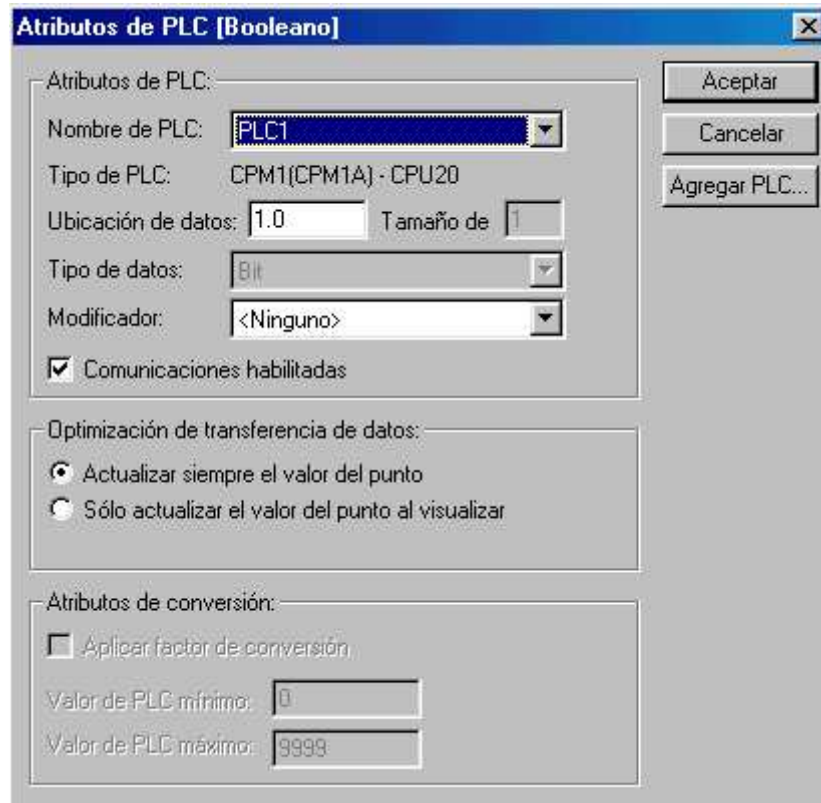 Atributos de PLC [Booleano]
Atributos de PLC:
Aceptar
Nombre de PLC: PLC1
Cancelar
Tipo de PLC: CPM1(CPM1A) - CPU20
Agregar PLC...
Ubicación de datos: 1.0 Tamaño de 1
Tipo de datos: Bit
Modificador: <Ninguno>
Comunicaciones habilitadas
Optimización de transferencia de datos:
Actualizar siempre el valor del punto
Sólo actualizar el valor del punto al visualizar
Atributos de conversión:
Aplicar factor de conversión
Valor de PLC mínimo: 0
Valor de PLC máximo: 9999